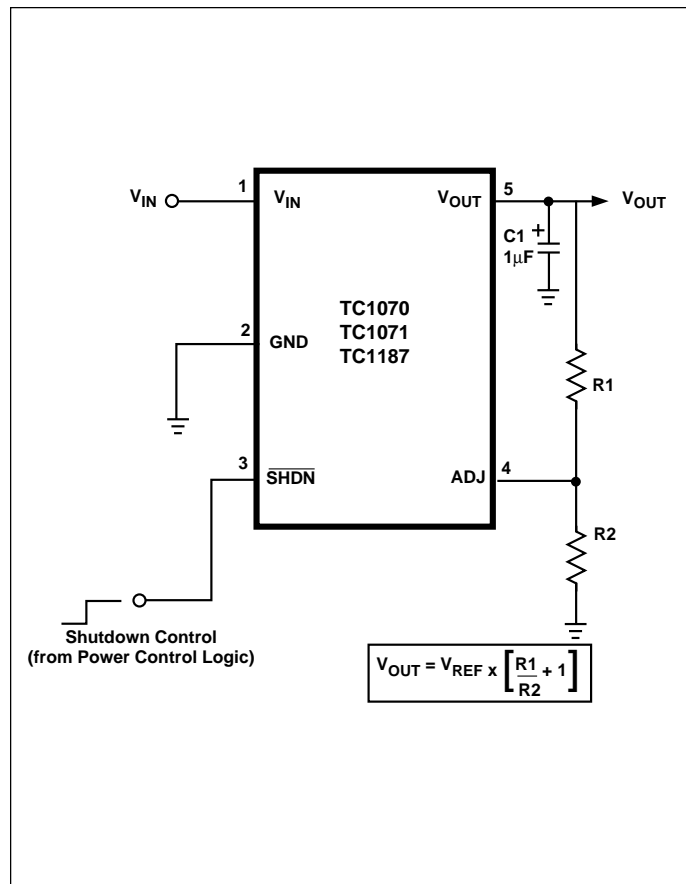 1
5
V_IN
V_IN
V_OUT
V_OUT
C1
+
1µF
TC1070
TC1071
TC1187
2
GND
R1
3
SHDN
ADJ
4
R2
Shutdown Control
(from Power Control Logic)
V_OUT = V_REF x [R1/R2 + 1]